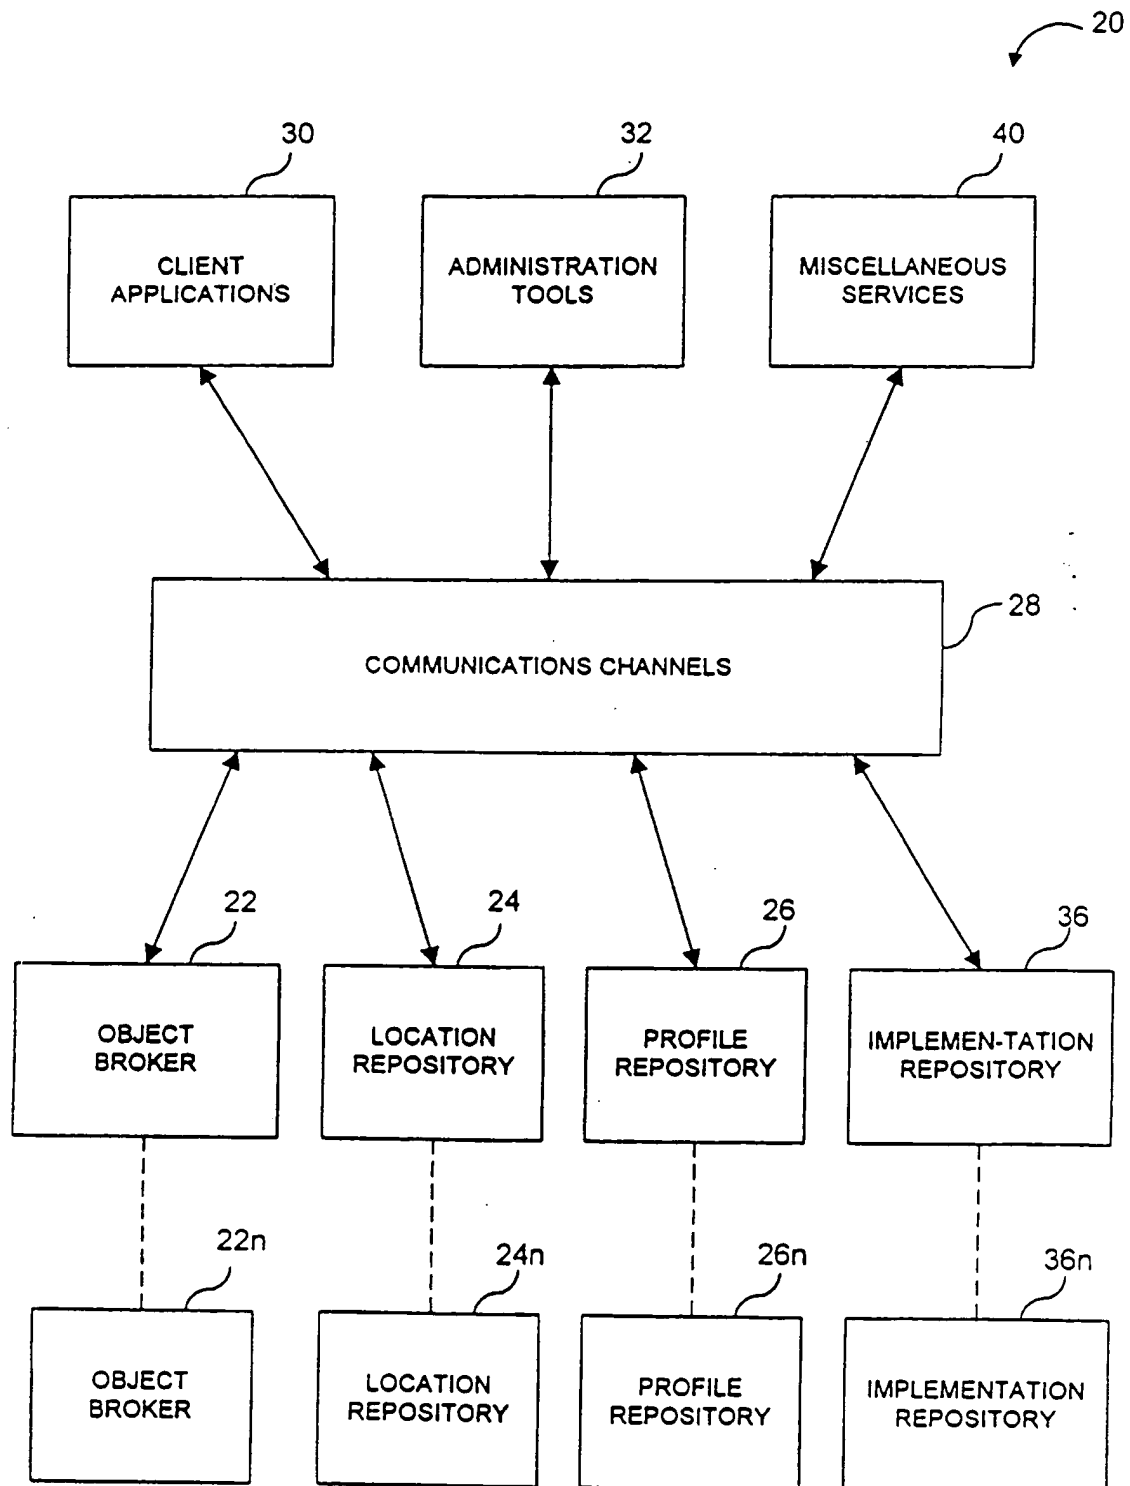 20
30
32
40
CLIENT
APPLICATIONS
ADMINISTRATION
TOOLS
MISCELLANEOUS
SERVICES
28
COMMUNICATIONS CHANNELS
22
24
26
36
OBJECT
BROKER
LOCATION
REPOSITORY
PROFILE
REPOSITORY
IMPLEMEN-TATION
REPOSITORY
22n
24n
26n
36n
OBJECT
BROKER
LOCATION
REPOSITORY
PROFILE
REPOSITORY
IMPLEMENTATION
REPOSITORY